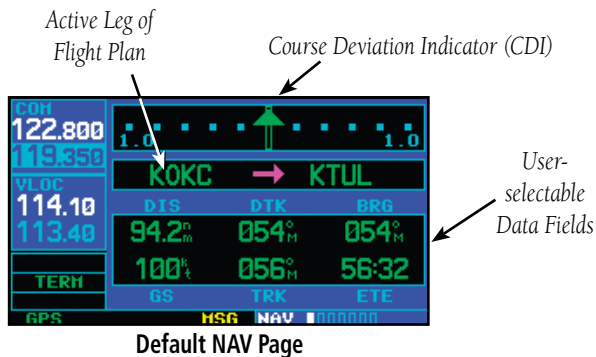 Active Leg of
Flight Plan
Course Deviation Indicator (CDI)
COM
122.800
119.350
VLOC
114.10
113.40
TERM
GPS
1.0
1.0
KOKC → KTUL
DIS DTK BRG
94.2nm 054°M 054°M
100kt 056°M 56:32
GS TRK ETE
MSG NAV
User-
selectable
Data Fields
Default NAV Page